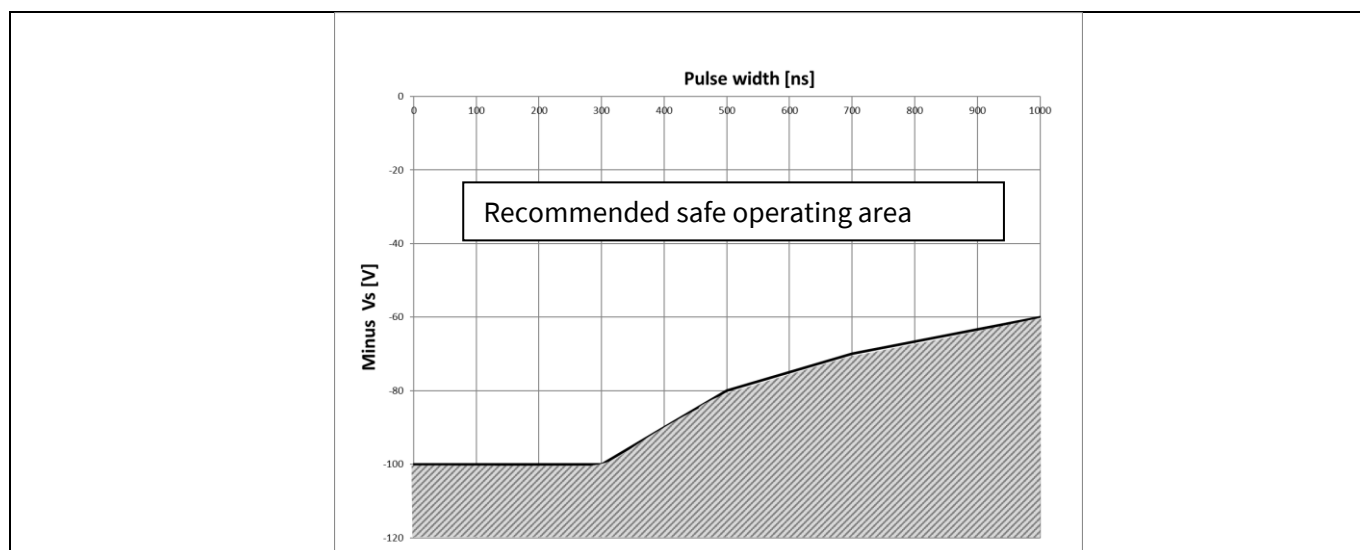 Pulse width [ns]
0
0 100 200 300 400 500 600 700 800 900 1000
-20
Recommended safe operating area
-40
Minus Vs [V]
-60
-80
-100
-120